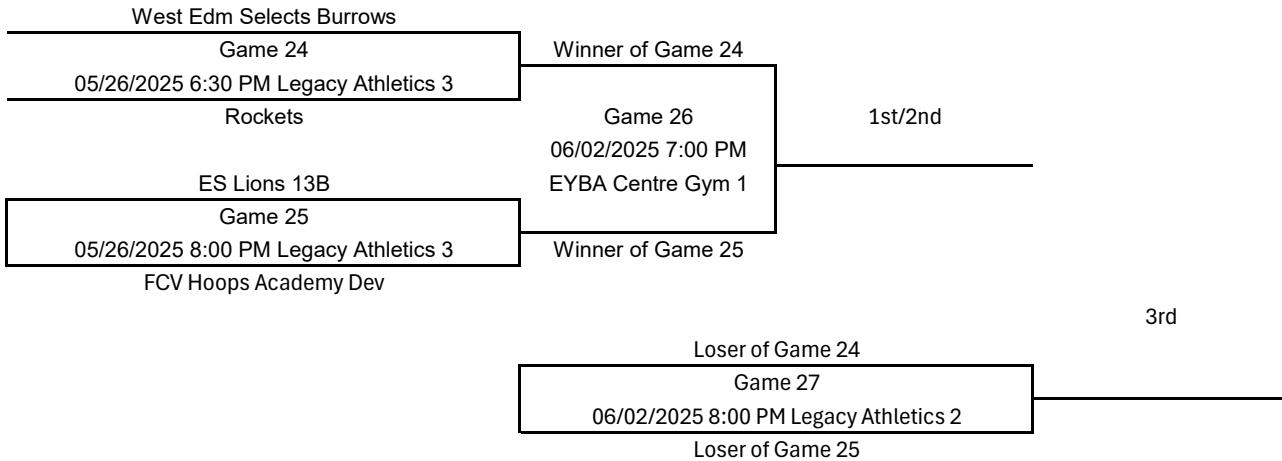 West Edm Selects Burrows
Game 24
05/26/2025 6:30 PM Legacy Athletics 3
Rockets
Winner of Game 24
Game 26
06/02/2025 7:00 PM
EYBA Centre Gym 1
Winner of Game 25
1st/2nd
ES Lions 13B
Game 25
05/26/2025 8:00 PM Legacy Athletics 3
FCV Hoops Academy Dev
3rd
Loser of Game 24
Game 27
06/02/2025 8:00 PM Legacy Athletics 2
Loser of Game 25